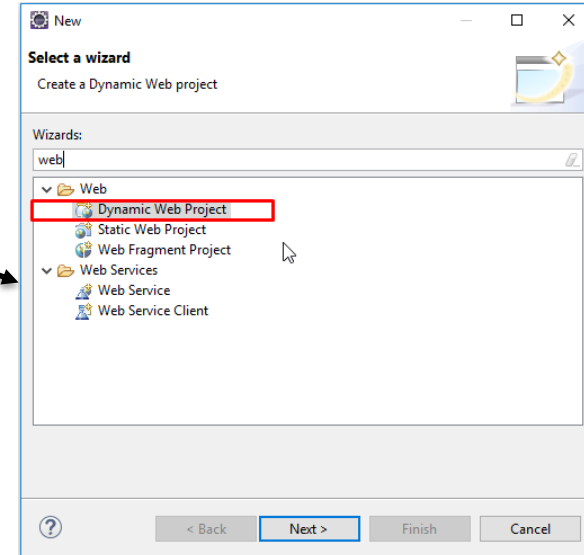 New
Select a wizard
Create a Dynamic Web project
Wizards:
web
Web
Dynamic Web Project
Static Web Project
Web Fragment Project
Web Services
Web Service
Web Service Client
? < Back Next > Finish Cancel